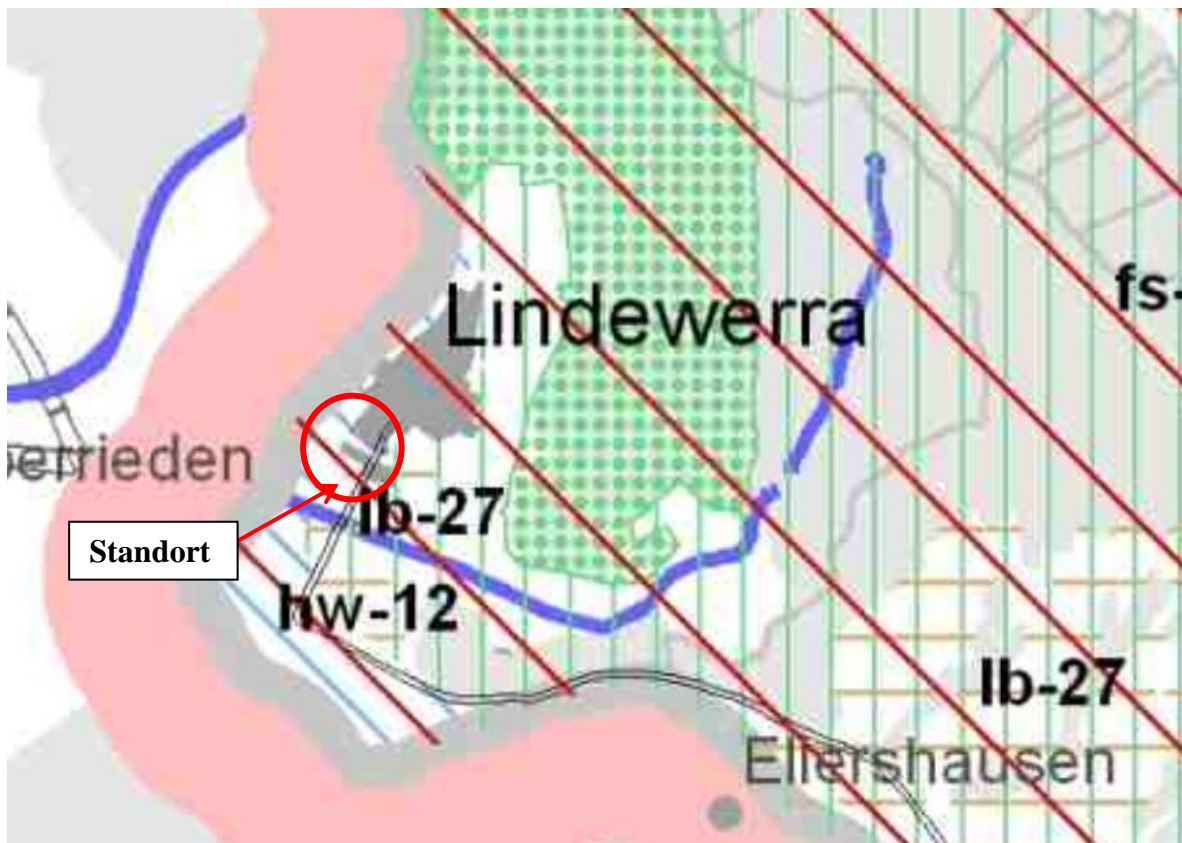 fs-
Lindewerra
errieden
lb-27
Standort
hw-12
lb-27
Ellershausen